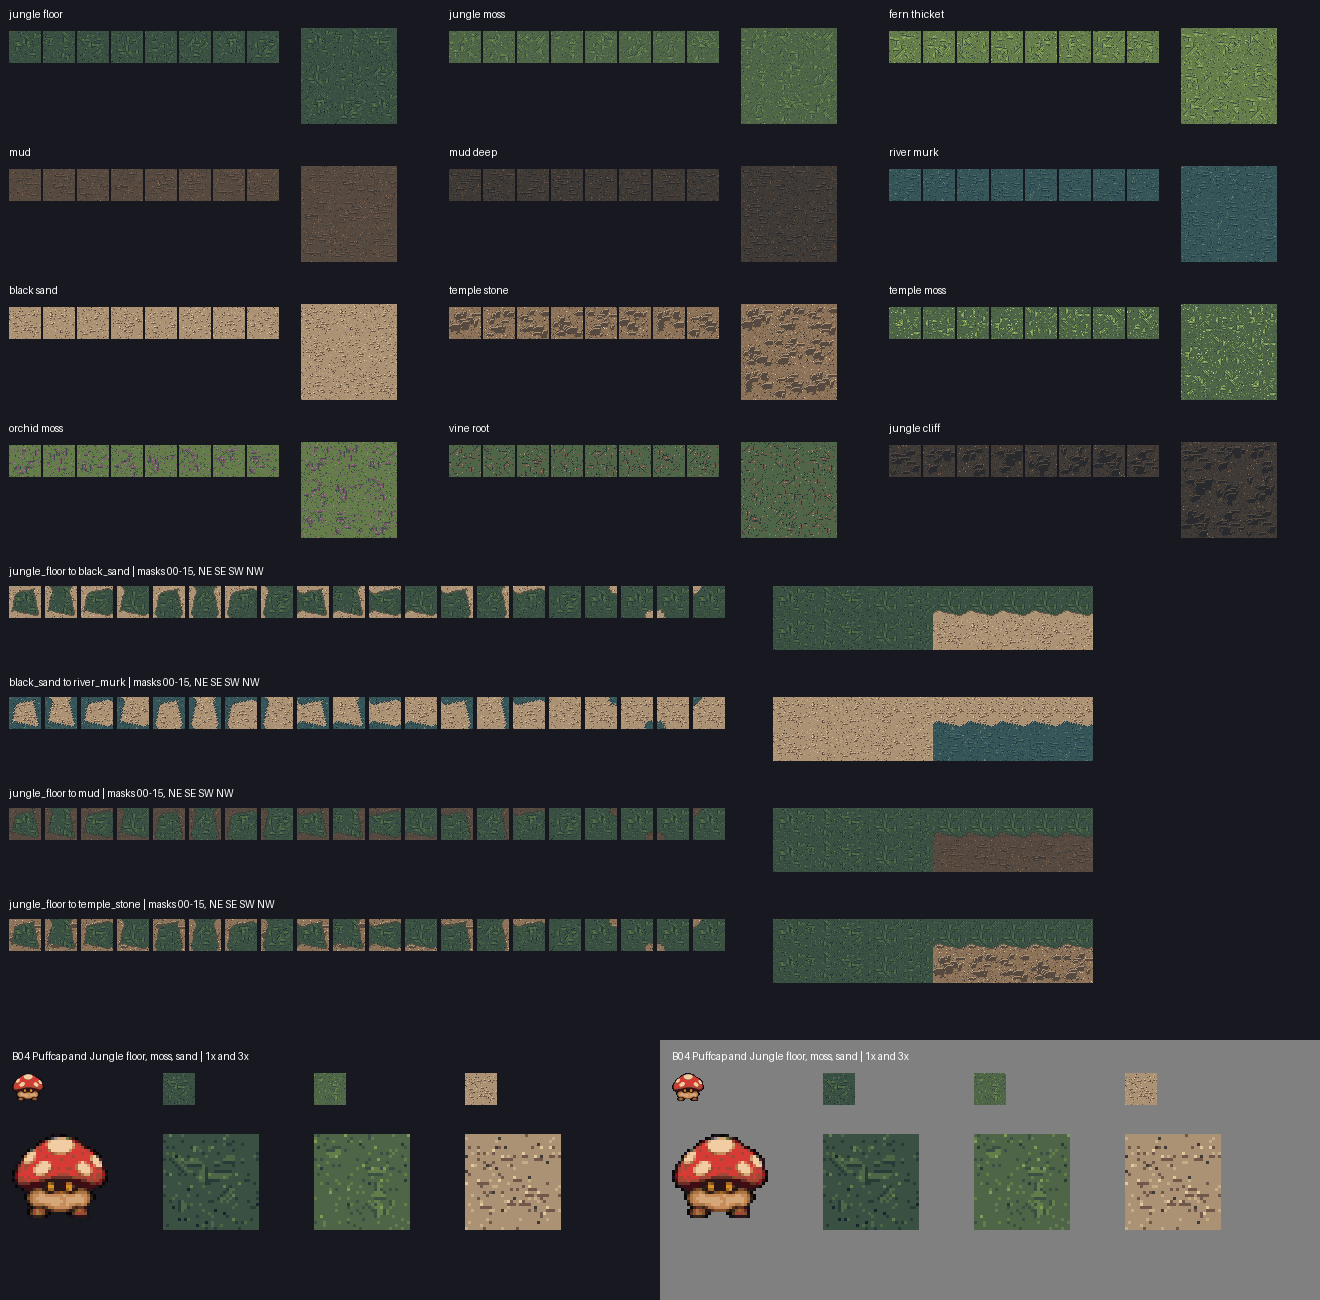 jungle floor
jungle moss
fern thicket
mud
mud deep
river murk
black sand
temple stone
temple moss
orchid moss
vine root
jungle cliff
jungle_floor to black_sand | masks 00-15, NE SE SW NW
black_sand to river_murk | masks 00-15, NE SE SW NW
jungle_floor to mud | masks 00-15, NE SE SW NW
jungle_floor to temple_stone | masks 00-15, NE SE SW NW
B04 Puffcap and Jungle floor, moss, sand | 1x and 3x
B04 Puffcap and Jungle floor, moss, sand | 1x and 3x